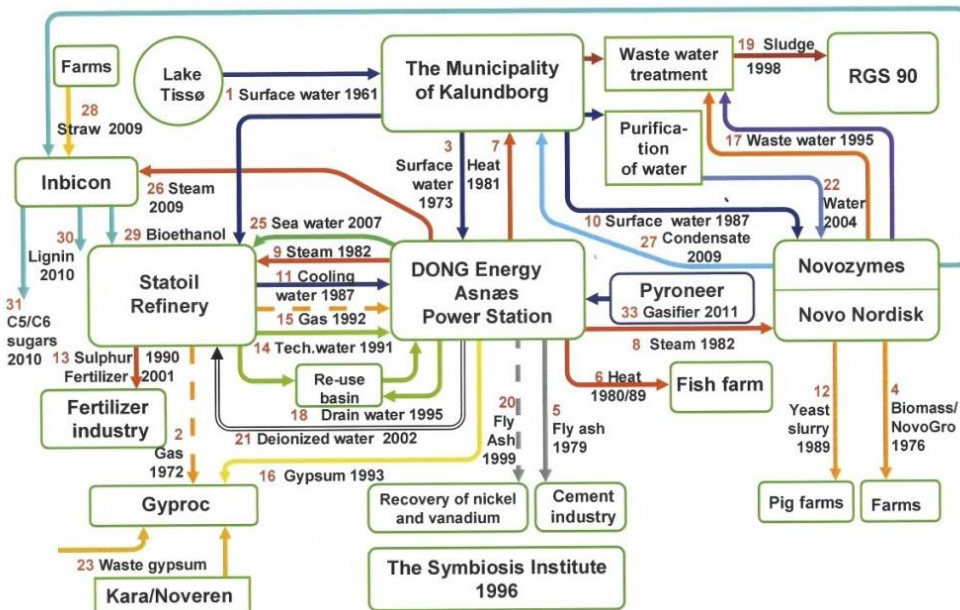 Farms
Lake
Tissø
1 Surface water 1961
The Municipality
of Kalundborg
Waste water
treatment
19 Sludge
1998
RGS 90
28
Straw 2009
Inbicon
26 Steam
2009
3
Surface
water
1973
7
Heat
1981
Purifica-
tion
of water
17 Waste water 1995
22
Water
2004
10 Surface water 1987
27 Condensate
2009
30
Lignin
2010
29 Bioethanol
31
C5/C6
sugars
2010
25 Sea water 2007
9 Steam 1982
11 Cooling
water 1987
15 Gas 1992
14 Tech.water 1991
Statoil
Refinery
DONG Energy
Asnæs
Power Station
Pyroneer
33 Gasifier 2011
Novozymes
Novo Nordisk
8 Steam 1982
13 Sulphur 1990
Fertilizer 2001
Fertilizer
industry
Re-use
basin
18 Drain water 1995
21 Deionized water 2002
6 Heat
1980/89
Fish farm
2
Gas
1972
16 Gypsum 1993
20
Fly
Ash
1999
5
Fly ash
1979
12
Yeast
slurry
1989
4
Biomass/
NovoGro
1976
Gyproc
Recovery of nickel
and vanadium
Cement
industry
Pig farms
Farms
23 Waste gypsum
Kara/Noveren
The Symbiosis Institute
1996